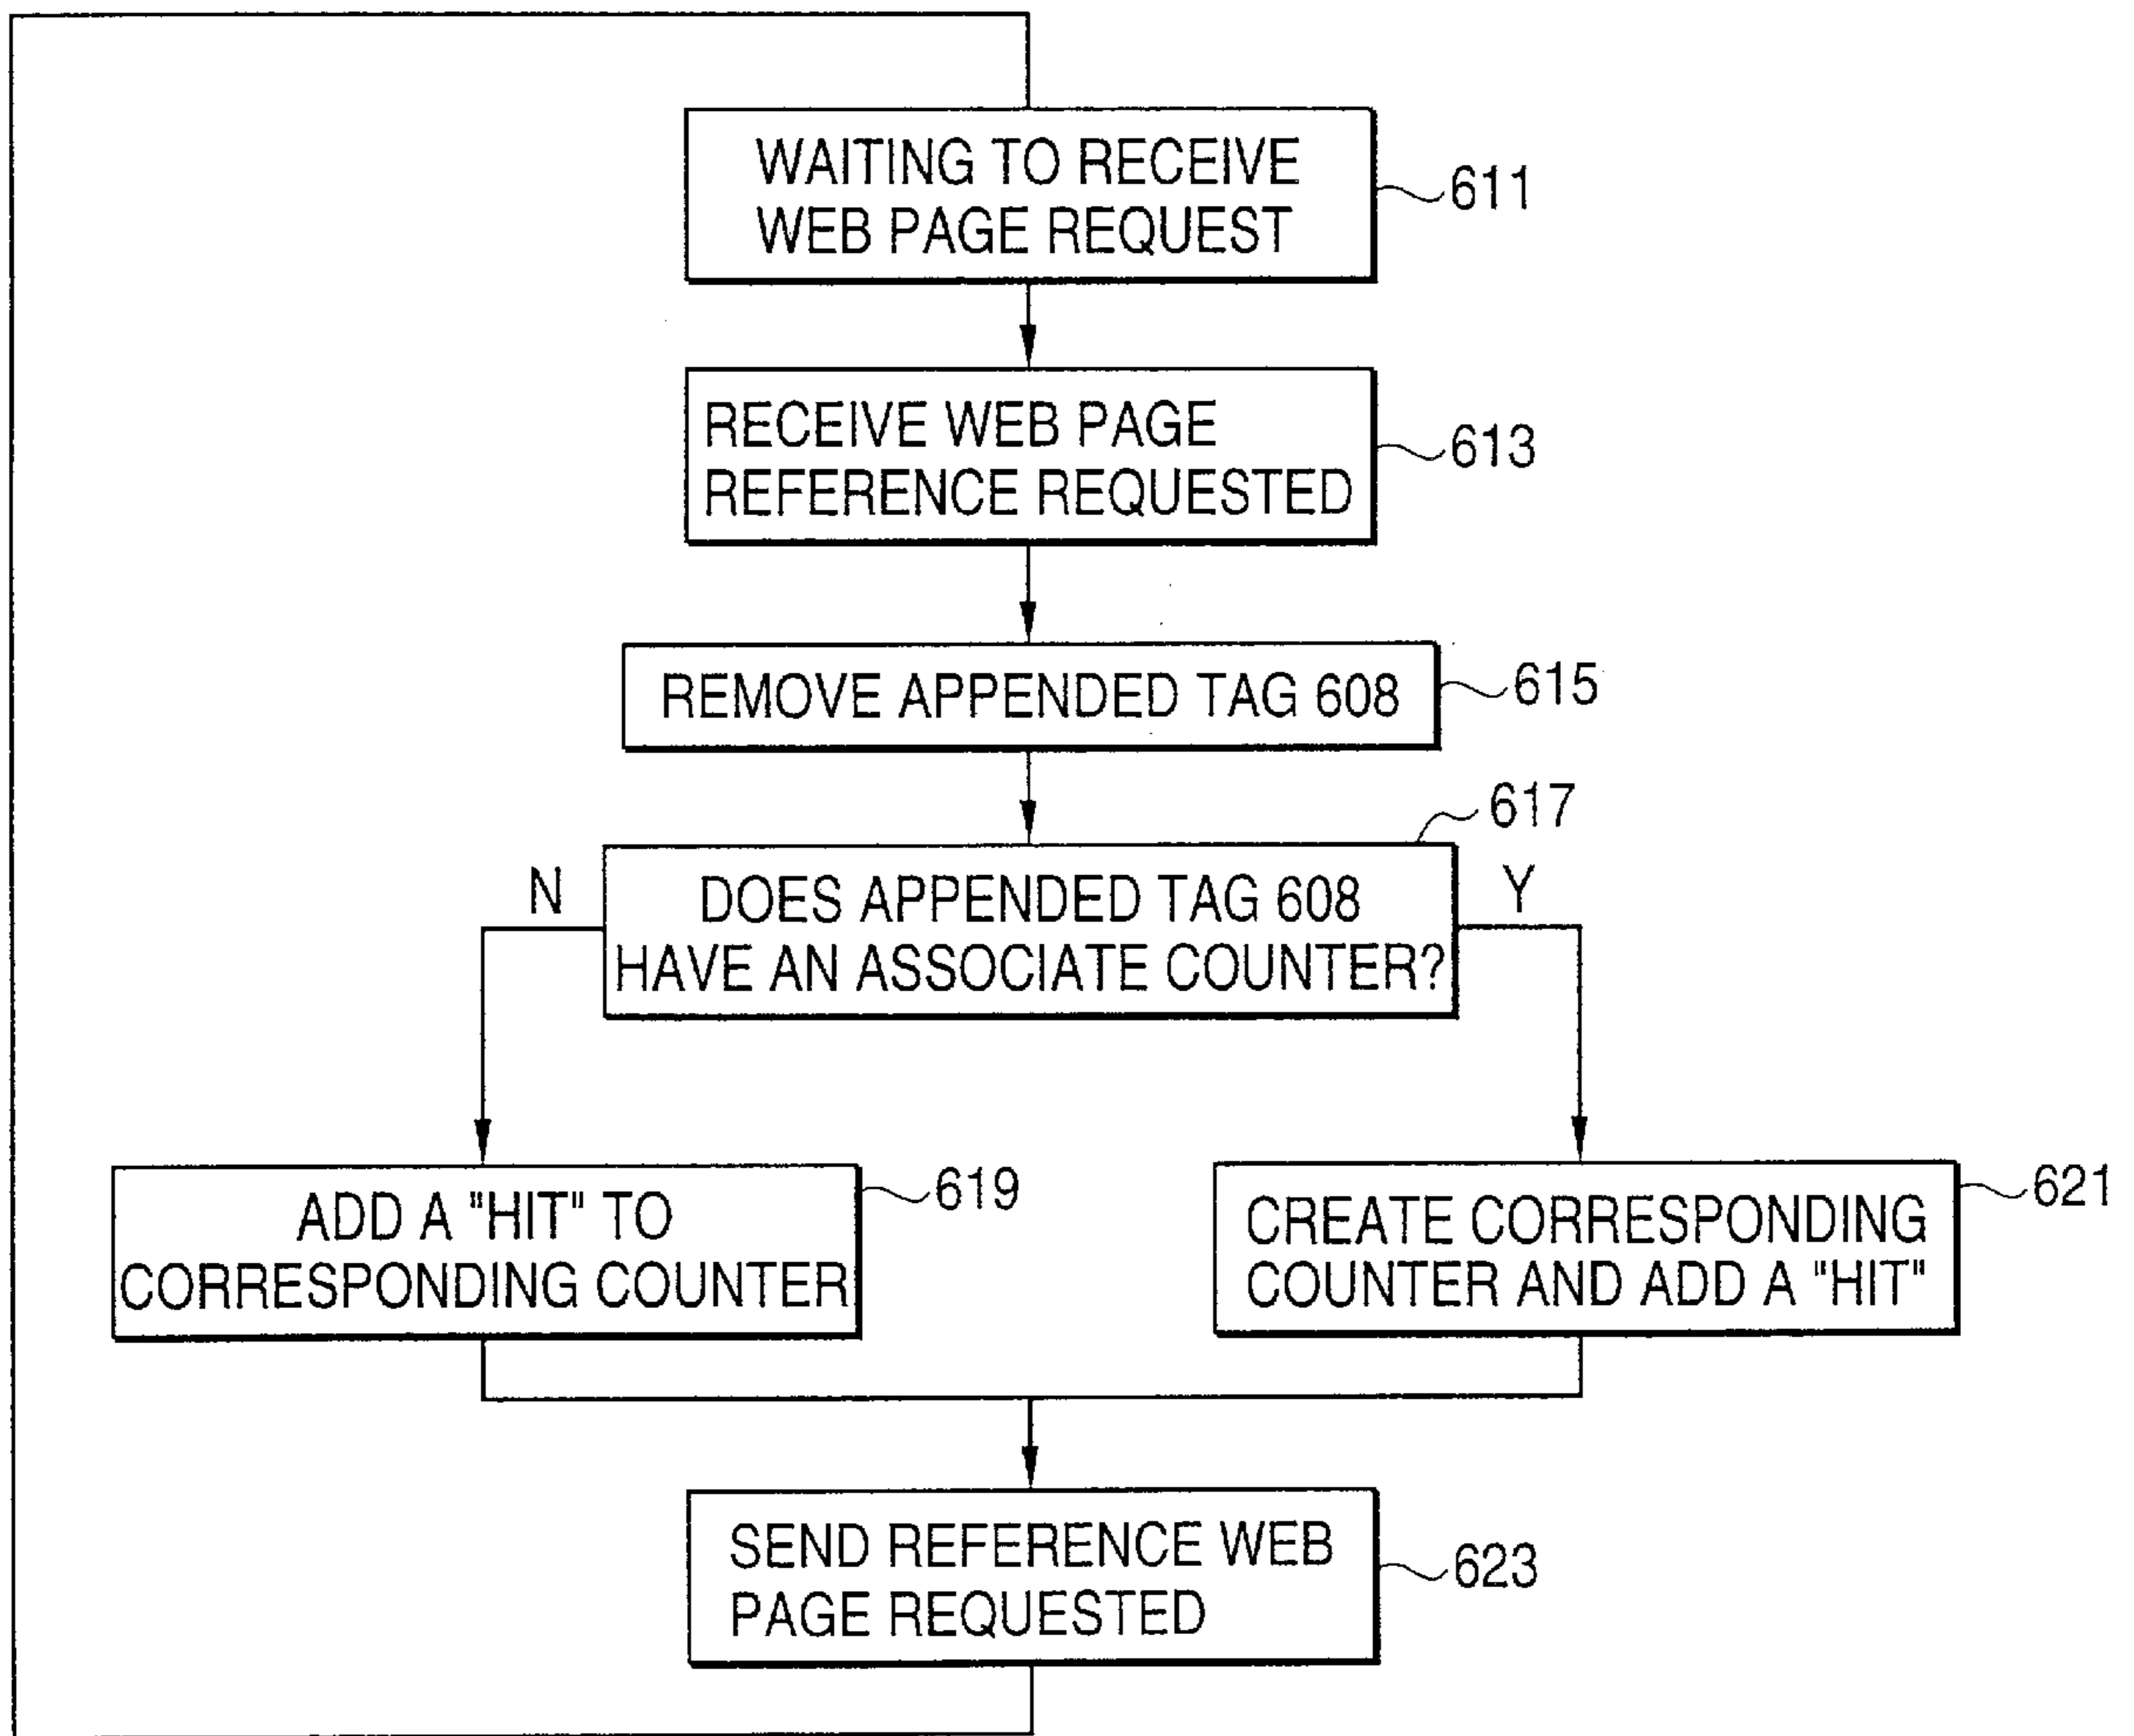 WAITING TO RECEIVE
WEB PAGE REQUEST
611
RECEIVE WEB PAGE
REFERENCE REQUESTED
613
REMOVE APPENDED TAG 608
615
617
N
DOES APPENDED TAG 608
HAVE AN ASSOCIATE COUNTER?
Y
ADD A "HIT" TO
CORRESPONDING COUNTER
619
CREATE CORRESPONDING
COUNTER AND ADD A "HIT"
621
SEND REFERENCE WEB
PAGE REQUESTED
623